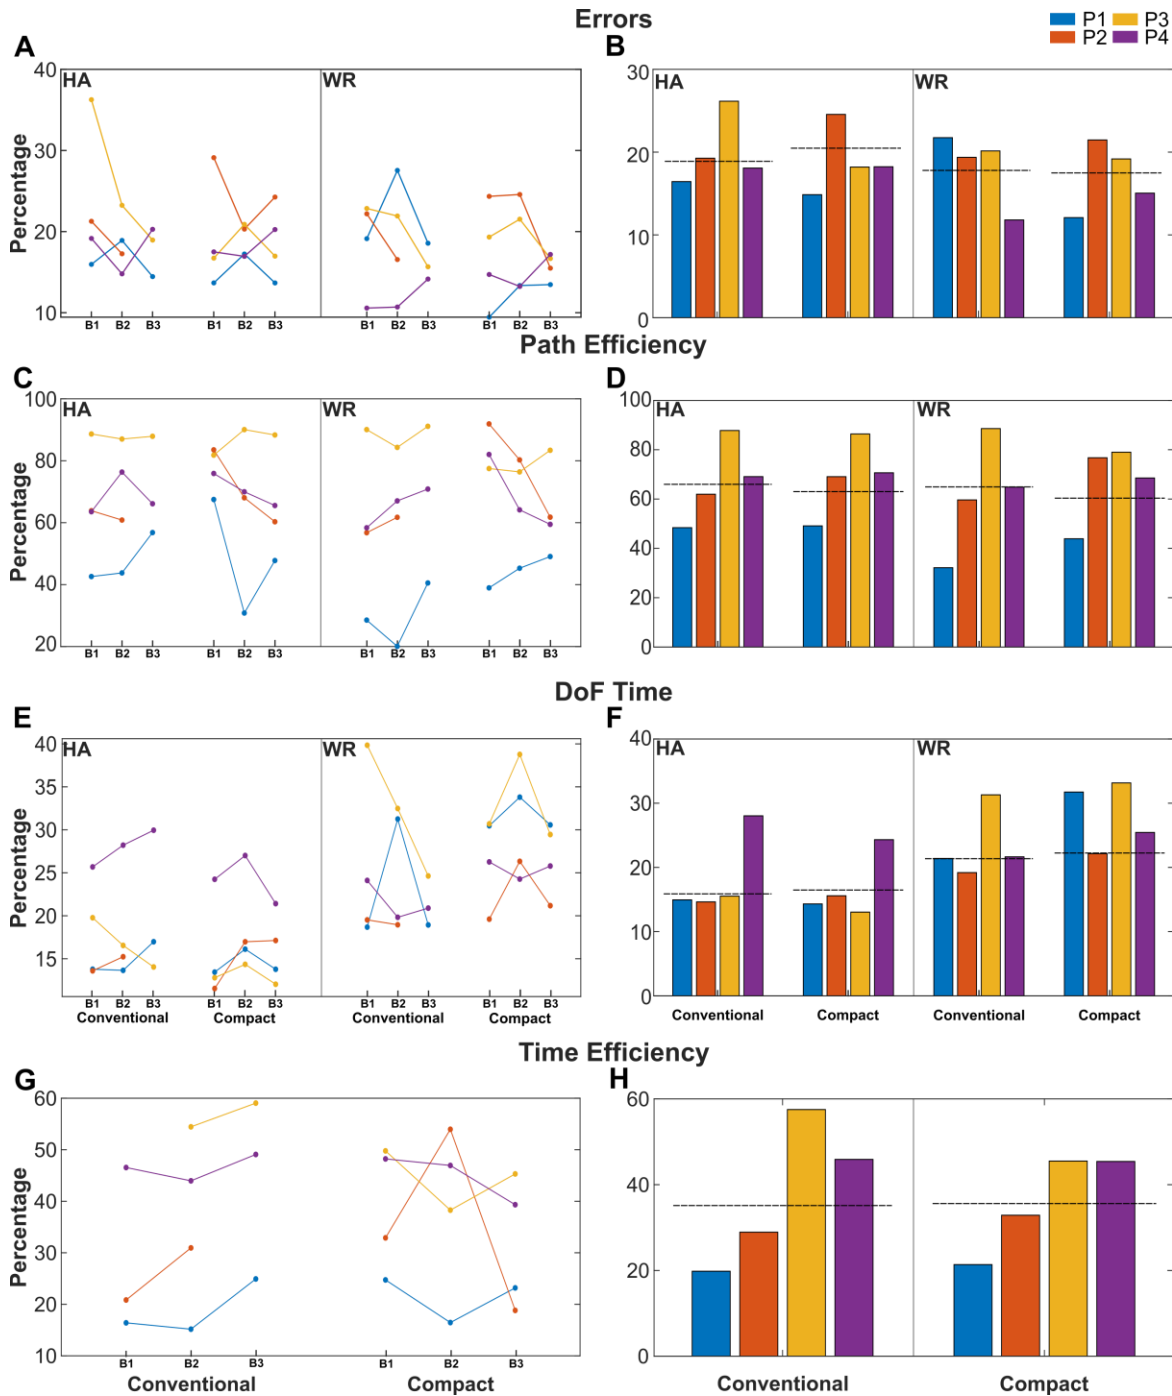 Errors
P1 P3
P2 P4
A
B
40
30
20
10
Percentage
HA
WR
B1 B2 B3
B1 B2 B3
B1 B2 B3
B1 B2 B3
30
20
10
0
Percentage
HA
WR
Path Efficiency
C
D
100
80
60
40
20
Percentage
HA
WR
B1 B2 B3
B1 B2 B3
B1 B2 B3
B1 B2 B3
100
80
60
40
20
0
HA
WR
DoF Time
E
F
40
35
30
25
20
15
Percentage
HA
WR
B1 B2 B3
B1 B2 B3
B1 B2 B3
B1 B2 B3
Conventional Compact Conventional Compact
40
30
20
10
0
HA
WR
Conventional Compact Conventional Compact
Time Efficiency
G
H
60
50
40
30
20
10
Percentage
B1 B2 B3
B1 B2 B3
Conventional Compact
60
40
20
0
Conventional Compact